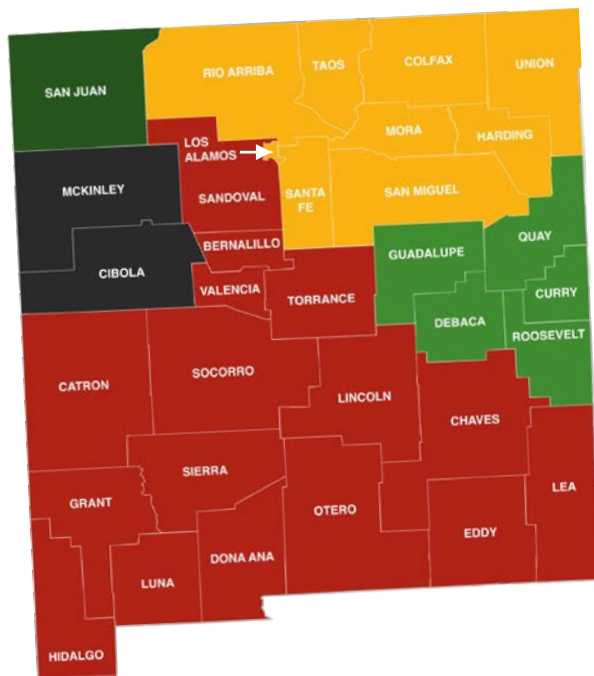 SAN JUAN
RIO ARRIBA
TAOS
COLFAX
UNION
LOS
ALAMOS
MORA
HARDING
MCKINLEY
SANDOVAL
SANTA
FE
SAN MIGUEL
BERNALILLO
GUADALUPE
QUAY
CIBOLA
VALENCIA
TORRANCE
CURRY
DEBACA
ROOSEVELT
CATRON
SOCORRO
LINCOLN
CHAVES
SIERRA
GRANT
OTERO
LEA
EDDY
LUNA
DONA ANA
HIDALGO